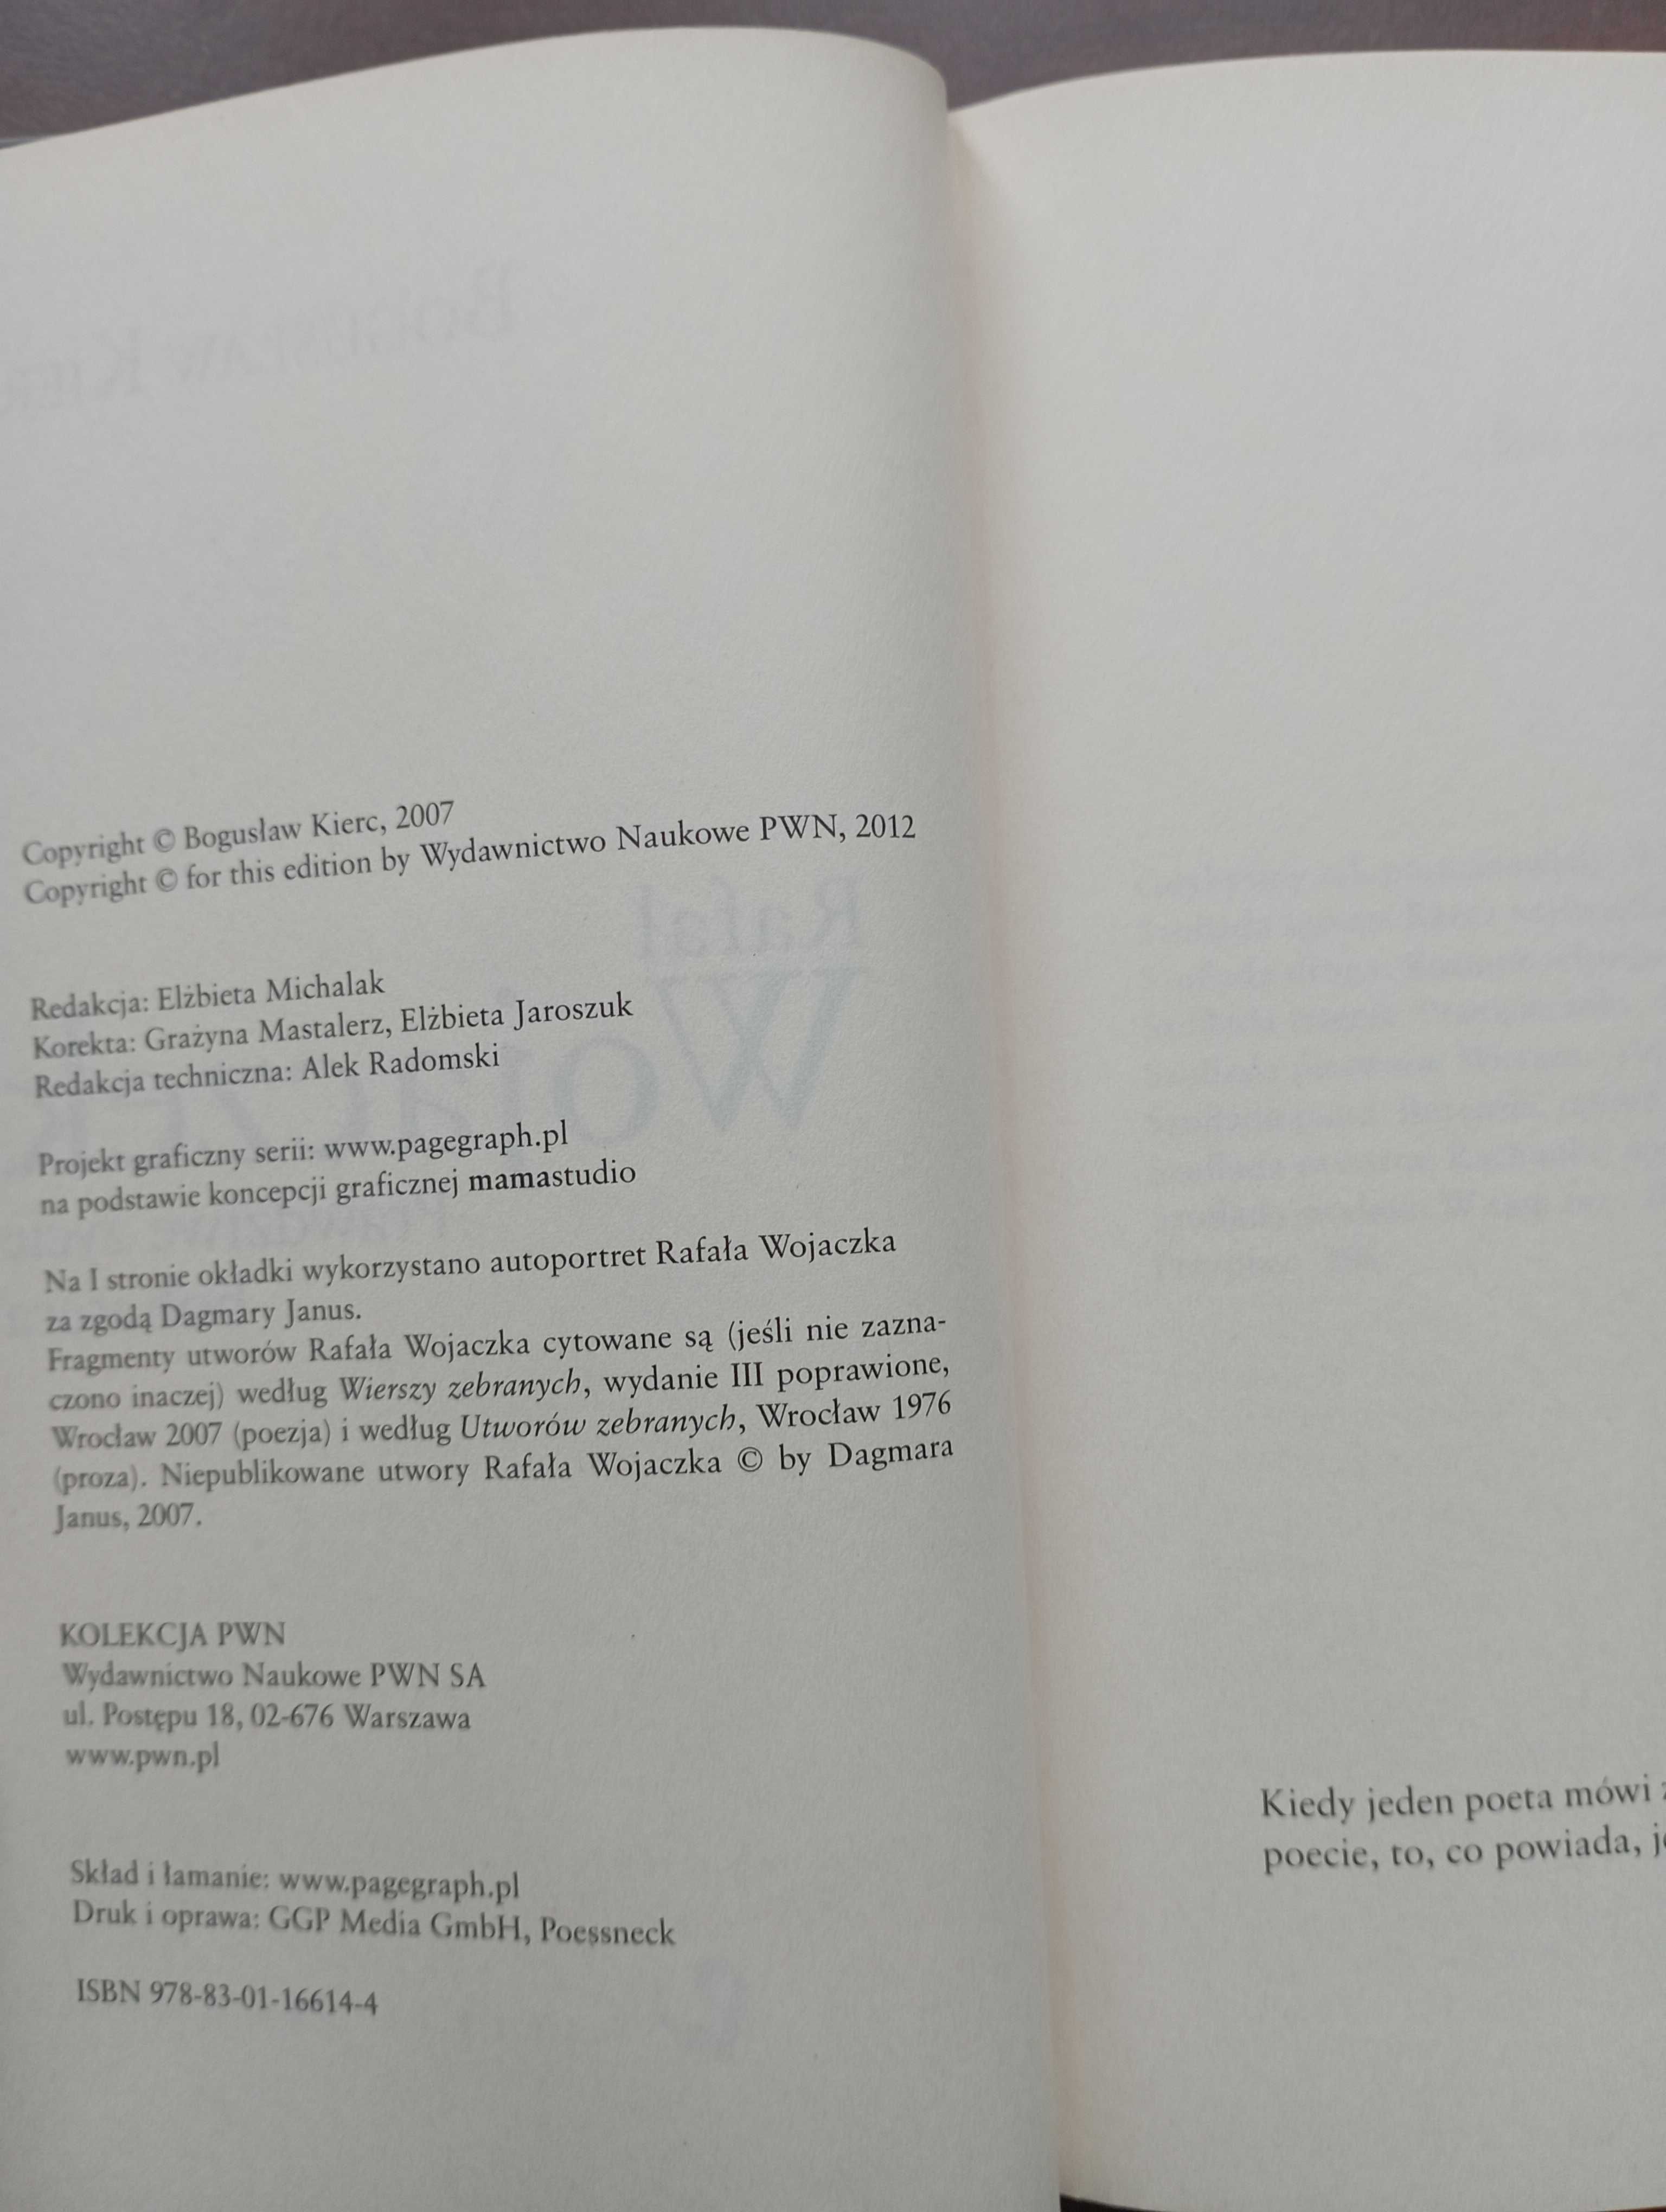 Copyright © Bogusław Kierc, 2007
Copyright © for this edition by Wydawnictwo Naukowe PWN, 2012
Redakcja: Elżbieta Michalak
Korekta: Grażyna Mastalerz, Elżbieta Jaroszuk
Redakcja techniczna: Alek Radomski
Projekt graficzny serii: www.pagegraph.pl
na podstawie koncepcji graficznej mamastudio
Na I stronie okładki wykorzystano autoportret Rafała Wojaczka
za zgodą Dagmary Janus.
Fragmenty utworów Rafała Wojaczka cytowane są (jeśli nie zazna-
czono inaczej) według Wierszy zebranych, wydanie III poprawione,
Wrocław 2007 (poezja) i według Utworów zebranych, Wrocław 1976
(proza). Niepublikowane utwory Rafała Wojaczka © by Dagmara
Janus, 2007.
KOLEKCJA PWN
Wydawnictwo Naukowe PWN SA
ul. Postępu 18, 02-676 Warszawa
www.pwn.pl
Skład i łamanie: www.pagegraph.pl
Druk i oprawa: GGP Media GmbH, Poessneck
ISBN 978-83-01-16614-4
Kiedy jeden poeta mówi
poecie, to, co powiada,